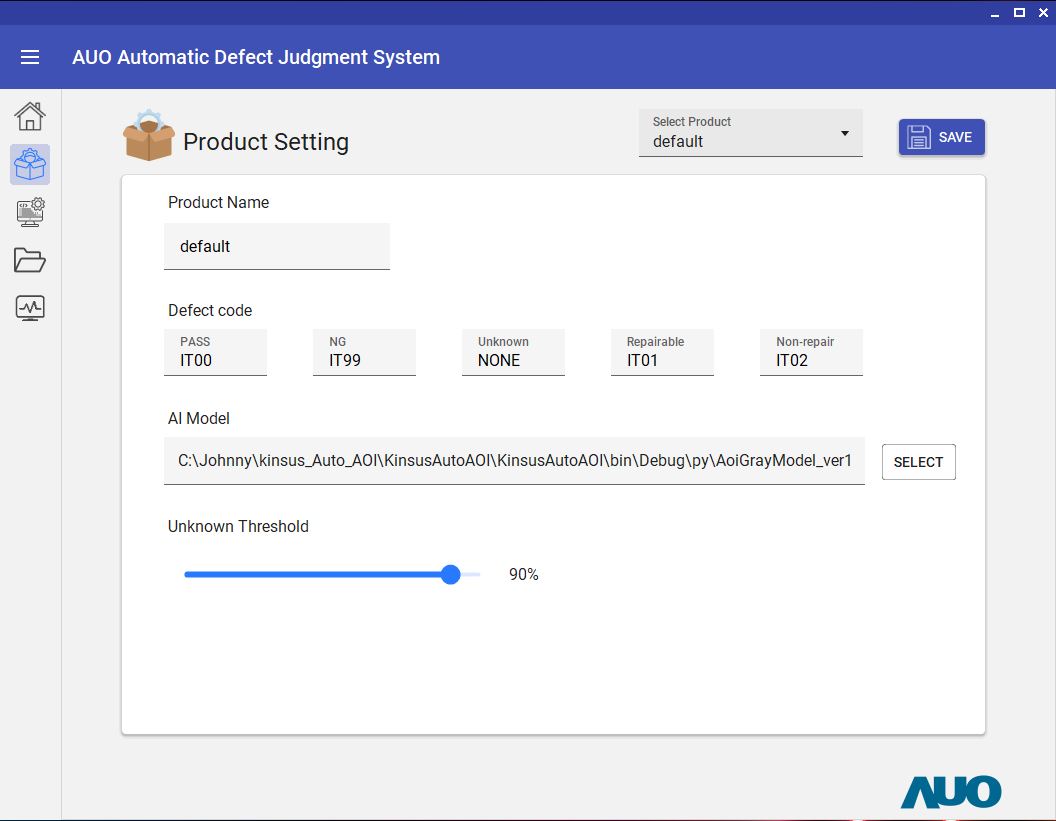 AUO Automatic Defect Judgment System
Product Setting
Select Product
default
SAVE
Product Name
default
Defect code
PASS
IT00
NG
IT99
Unknown
NONE
Repairable
IT01
Non-repair
IT02
AI Model
C:\Johnny\kinsus_Auto_AOI\KinsusAutoAOI\KinsusAutoAOI\bin\Debug\py\AoiGrayModel_ver1
SELECT
Unknown Threshold
90%
AUO